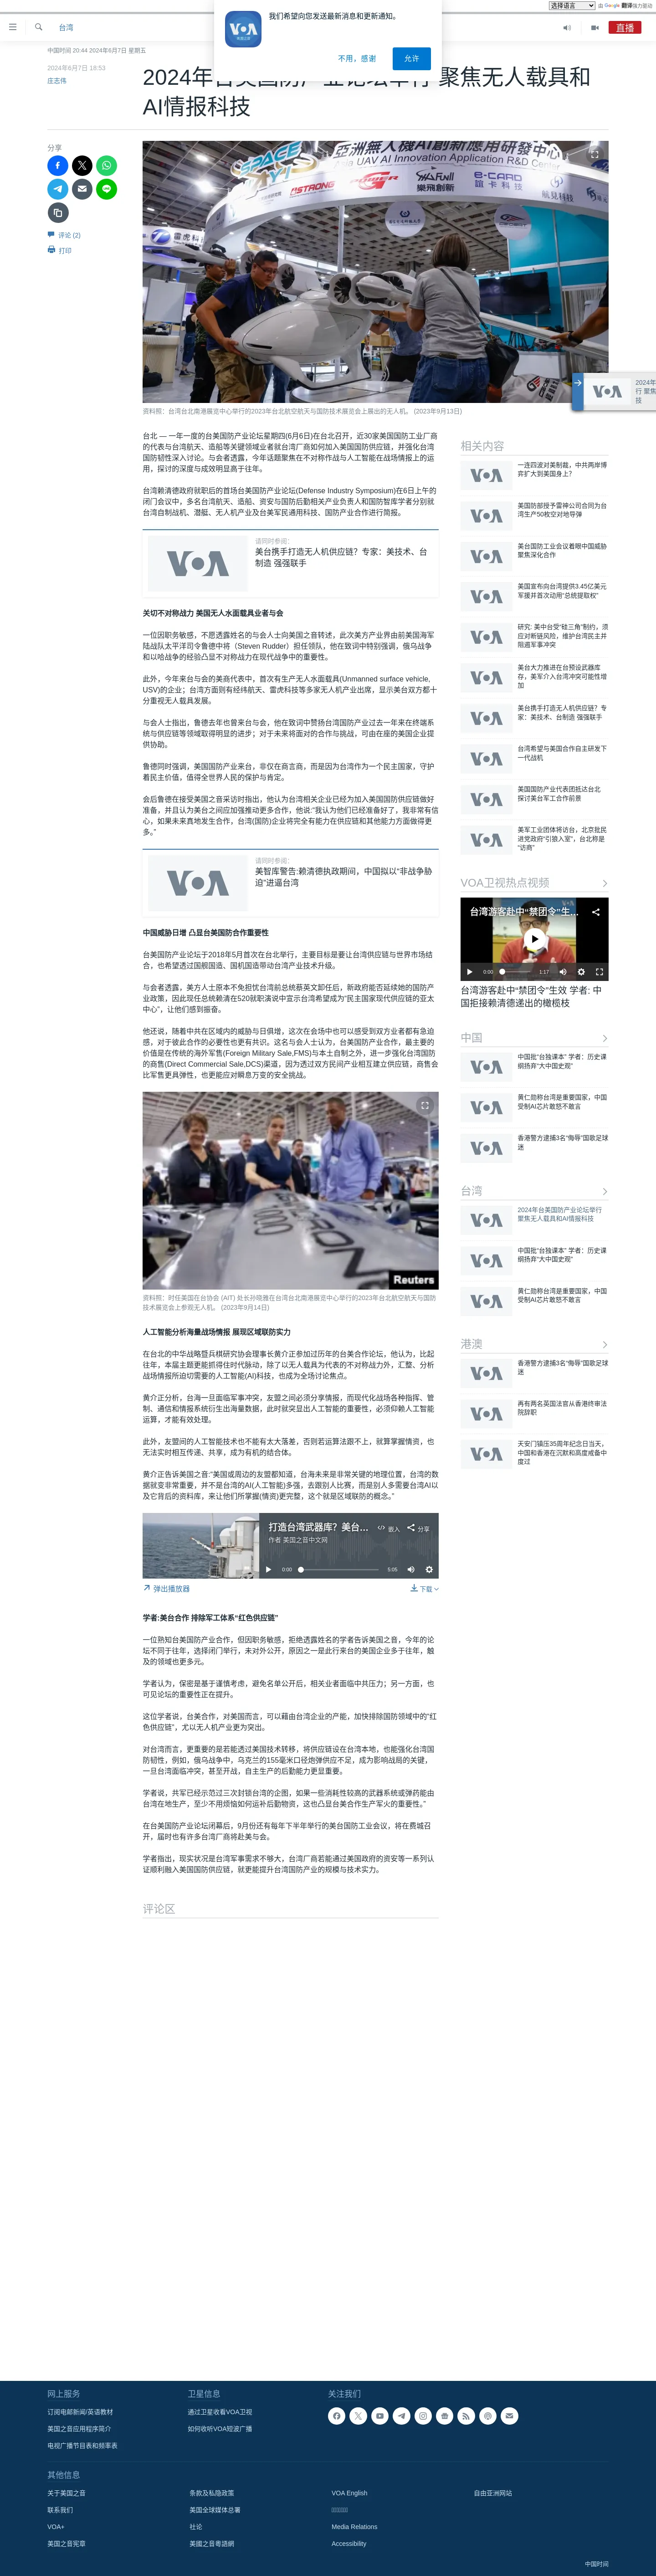 选择语言 由 Google 翻译强力驱动
台湾
直播
我们希望向您发送最新消息和更新通知。
不用，感谢
允许
中国时间 20:44 2024年6月7日 星期五
2024年6月7日 18:53
庄志伟
AI情报科技
分享
评论 (2)
打印
资料照：台湾台北南港展览中心举行的2023年台北航空航天与国防技术展览会上展出的无人机。 (2023年9月13日)
台北 — 一年一度的台美国防产业论坛星期四(6月6日)在台北召开，近30家美国国防工业厂商的代表与台湾航天、造船等关键领域业者就台湾厂商如何加入美国国防供应链，并强化台湾国防韧性深入讨论。与会者透露，今年话题聚焦在不对称作战与人工智能在战场情报上的运用，探讨的深度与成效明显高于往年。
台湾赖清德政府就职后的首场台美国防产业论坛(Defense Industry Symposium)在6日上午的闭门会议中，多名台湾航天、造船、资安与国防后勤相关产业负责人和国防智库学者分别就台湾自制战机、潜艇、无人机产业及台美军民通用科技、国防产业合作进行简报。
请同时参阅：
美台携手打造无人机供应链？专家：美技术、台制造 强强联手
关切不对称战力 美国无人水面载具业者与会
一位因职务敏感，不愿透露姓名的与会人士向美国之音转述，此次美方产业界由前美国海军陆战队太平洋司令鲁德中将（Steven Rudder）担任领队，他在致词中特别强调，俄乌战争和以哈战争的经验凸显不对称战力在现代战争中的重要性。
此外，今年来台与会的美商代表中，首次有生产无人水面载具(Unmanned surface vehicle, USV)的企业；台湾方面则有经纬航天、雷虎科技等多家无人机产业出席，显示美台双方都十分重视无人载具发展。
与会人士指出，鲁德去年也曾来台与会，他在致词中赞扬台湾国防产业过去一年来在终端系统与供应链等领域取得明显的进步；对于未来将面对的合作与挑战，可由在座的美国企业提供协助。
鲁德同时强调，美国国防产业来台，非仅在商言商，而是因为台湾作为一个民主国家，守护着民主价值，值得全世界人民的保护与肯定。
会后鲁德在接受美国之音采访时指出，他认为台湾相关企业已经为加入美国国防供应链做好准备，并且认为美台之间应加强推动更多合作，他说:“我认为他们已经准备好了，我非常有信心，如果未来真地发生合作，台湾(国防)企业将完全有能力在供应链和其他能力方面做得更多。”
请同时参阅：
美智库警告:赖清德执政期间，中国拟以“非战争胁迫”进逼台湾
中国威胁日增 凸显台美国防合作重要性
台美国防产业论坛于2018年5月首次在台北举行，主要目标是要让台湾供应链与世界市场结合，也希望透过国舰国造、国机国造带动台湾产业技术升级。
与会者透露，美方人士原本不免担忧台湾前总统蔡英文卸任后，新政府能否延续她的国防产业政策，因此现任总统赖清在520就职滿说中宣示台湾希望成为“民主国家现代供应链的亚太中心”，让他们感到振奋。
他还说，随着中共在区域内的威胁与日俱增，这次在会场中也可以感受到双方业者都有急迫感，对于彼此合作的必要性也更有共识。这名与会人士认为，台美国防产业合作，最主要的价值是在传统的海外军售(Foreign Military Sale,FMS)与本土自制之外，进一步强化台湾国防的商售(Direct Commercial Sale,DCS)渠道，因为透过双方民间产业相互建立供应链，商售会比军售更具弹性，也更能应对瞬息万变的安全挑战。
Reuters
资料照：时任美国在台协会 (AIT) 处长孙晓雅在台湾台北南港展览中心举行的2023年台北航空航天与国防技术展览会上参观无人机。 (2023年9月14日)
人工智能分析海量战场情报 展现区域联防实力
在台北的中华战略暨兵棋研究协会理事长黄介正参加过历年的台美合作论坛，他认为，比起往年，本届主题更能抓得住时代脉动，除了以无人载具为代表的不对称战力外，汇整、分析战场情报所迫切需要的人工智能(AI)科技，也成为全场讨论焦点。
黄介正分析，台海一旦面临军事冲突，友盟之间必须分享情报，而现代化战场各种指挥、管制、通信和情报系统衍生出海量数据，此时就突显出人工智能的重要性，必须仰赖人工智能运算，才能有效处理。
此外，友盟间的人工智能技术也不能有太大落差，否则若运算法跟不上，就算掌握情资，也无法实时相互传递、共享，成为有机的结合体。
黄介正告诉美国之音:“美国或周边的友盟都知道，台海未来是非常关键的地理位置，台湾的数据就变非常重要，并不是台湾的AI(人工智能)多强，去跟别人比赛，而是别人多需要台湾AI以及它背后的资料库，来让他们所掌握(情资)更完整，这个就是区域联防的概念。”
打造台湾武器库？美台...
嵌入
分享
作者 美国之音中文网
0:00
5:05
弹出播放器
下载
学者:美台合作 排除军工体系“红色供应链”
一位熟知台美国防产业合作，但因职务敏感，拒绝透露姓名的学者告诉美国之音，今年的论坛不同于往年，选择闭门举行，未对外公开，原因之一是此行来台的美国企业多于往年，触及的领域也更多元。
学者认为，保密是基于谨慎考虑，避免名单公开后，相关业者面临中共压力；另一方面，也可见论坛的重要性正在提升。
这位学者说，台美合作，对美国而言，可以藉由台湾企业的产能，加快排除国防领域中的“红色供应链”，尤以无人机产业更为突出。
对台湾而言，更重要的是若能透过美国技术转移，将供应链设在台湾本地，也能强化台湾国防韧性，例如，俄乌战争中，乌克兰的155毫米口径炮弹供应不足，成为影响战局的关键，一旦台湾面临冲突，甚至开战，自主生产的后勤能力更显重要。
学者说，共军已经示范过三次封锁台湾的企图，如果一些消耗性较高的武器系统或弹药能由台湾在地生产，至少不用烦恼如何运补后勤物资，这也凸显台美合作生产军火的重要性。”
在台美国防产业论坛闭幕后，9月份还有每年下半年举行的美台国防工业会议，将在费城召开，届时也有许多台湾厂商将赴美与会。
学者指出，现实状况是台湾军事需求不够大，台湾厂商若能通过美国政府的资安等一系列认证顺利融入美国国防供应链，就更能提升台湾国防产业的规模与技术实力。
评论区
相关内容
一连四波对美制裁，中共两岸博弈扩大到美国身上？
美国防部授予雷神公司合同为台湾生产50枚空对地导弹
美台国防工业会议着眼中国威胁 聚焦深化合作
美国宣布向台湾提供3.45亿美元军援并首次动用“总统提取权”
研究: 美中台受“硅三角”制约，须应对断链风险，维护台湾民主并阻遏军事冲突
美台大力推进在台预设武器库存，美军介入台湾冲突可能性增加
美台携手打造无人机供应链？专家：美技术、台制造 强强联手
台湾希望与美国合作自主研发下一代战机
美国国防产业代表团抵达台北 探讨美台军工合作前景
美军工业团体将访台，北京批民进党政府“引狼入室”，台北称是“访商”
VOA卫视热点视频
台湾游客赴中“禁团令”生...
0:00
1:17
台湾游客赴中“禁团令”生效 学者: 中国拒接赖清德递出的橄榄枝
中国
中国批“台独课本” 学者：历史课纲扬弃“大中国史观”
黄仁勋称台湾是重要国家，中国受制AI芯片敢怒不敢言
香港警方逮捕3名“侮辱”国歌足球迷
台湾
2024年台美国防产业论坛举行 聚焦无人载具和AI情报科技
中国批“台独课本” 学者：历史课纲扬弃“大中国史观”
黄仁勋称台湾是重要国家，中国受制AI芯片敢怒不敢言
港澳
香港警方逮捕3名“侮辱”国歌足球迷
再有两名英国法官从香港终审法院辞职
天安门镇压35周年纪念日当天，中国和香港在沉默和高度戒备中度过
网上服务
订阅电邮新闻/英语教材
美国之音应用程序简介
电视广播节目表和频率表
卫星信息
通过卫星收看VOA卫视
如何收听VOA短波广播
关注我们
其他信息
关于美国之音
联系我们
VOA+
美国之音宪章
条款及私隐政策
美国全球媒体总署
社论
美國之音粵語網
VOA English
Media Relations
Accessibility
自由亚洲网站
中国时间